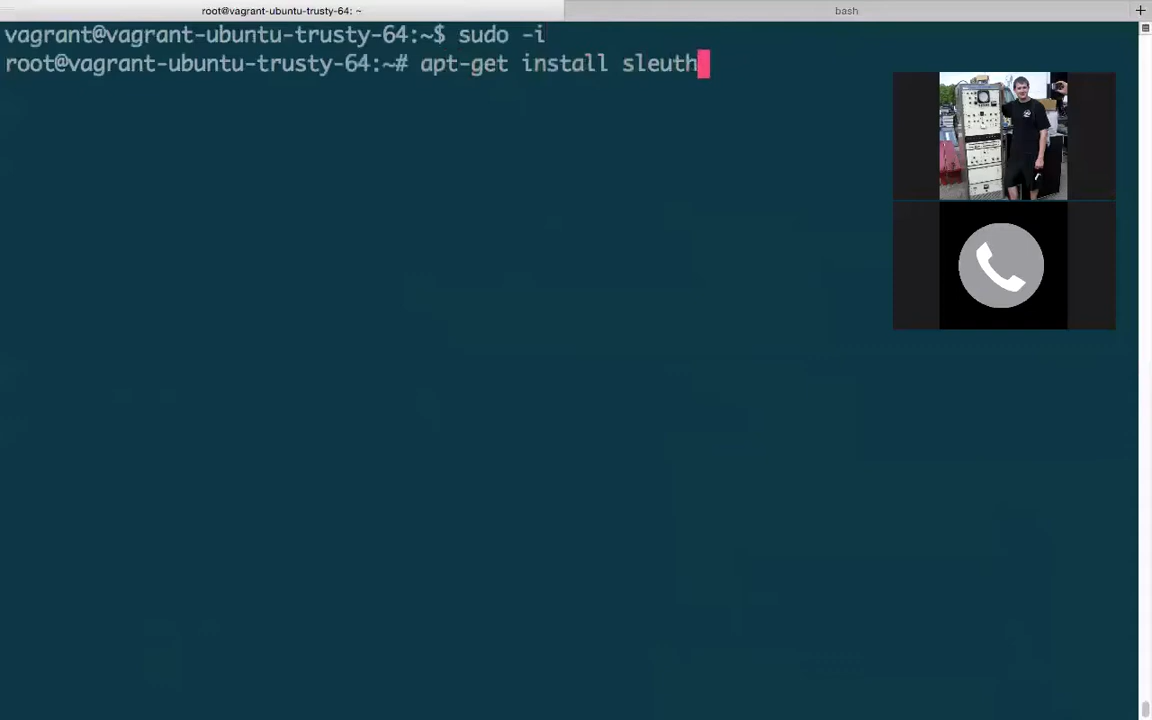 root@vagrant-ubuntu-trusty-64: ~
bash
vagrant@vagrant-ubuntu-trusty-64:~$ sudo -i
root@vagrant-ubuntu-trusty-64:~# apt-get install sleuth